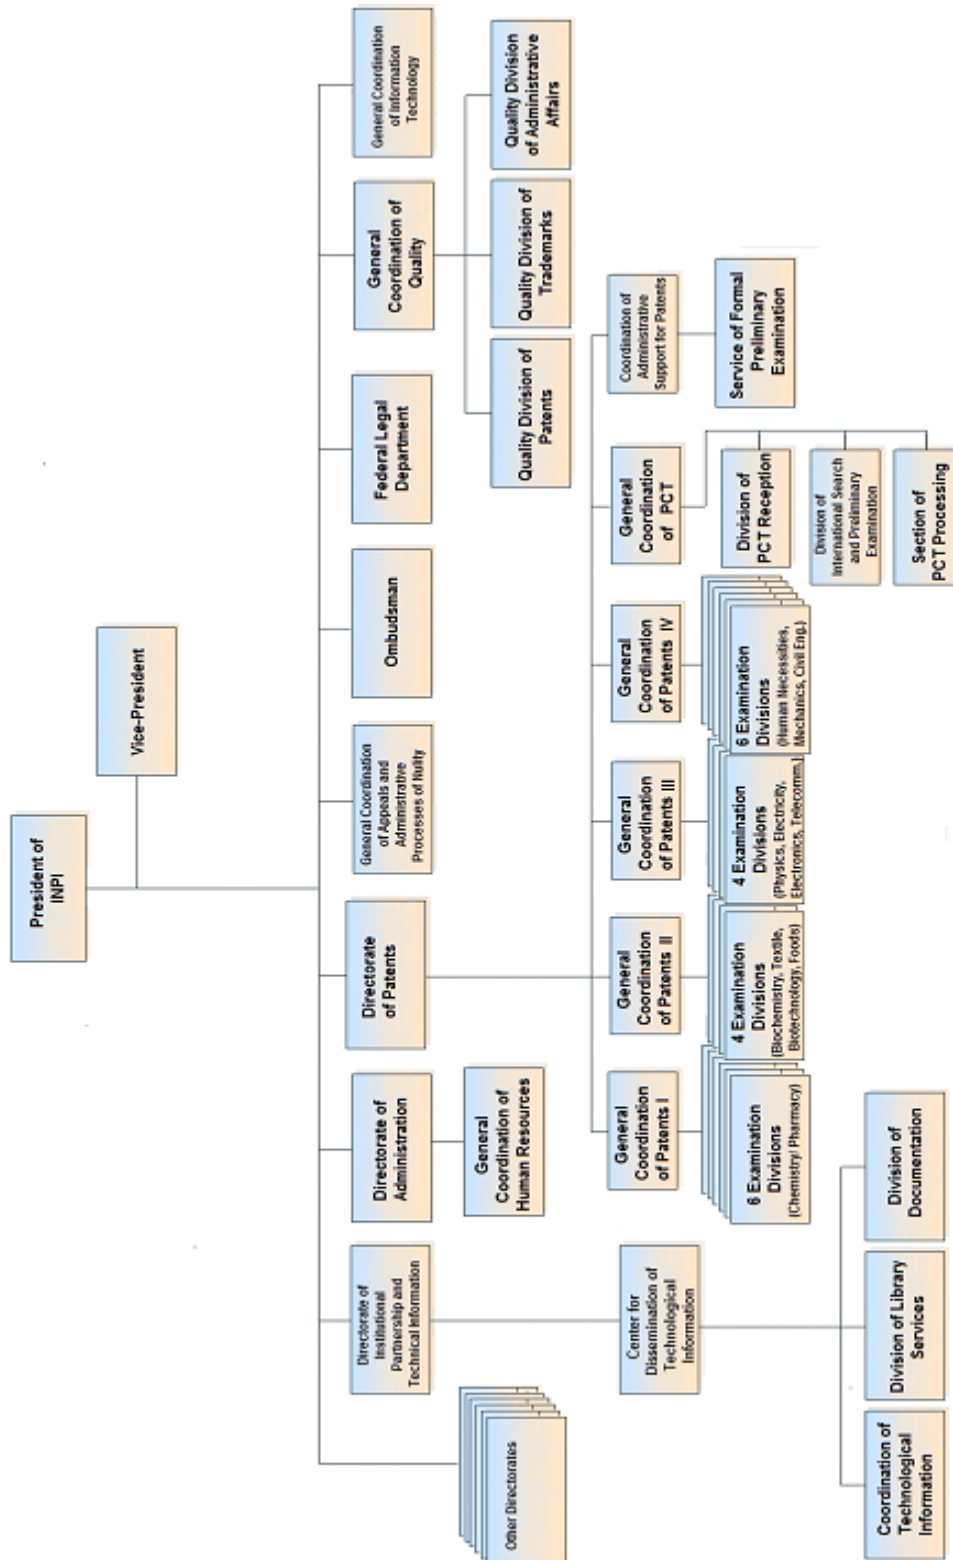 President of
INPI
Vice-President
Other Directorates
Directorate of
Institutional
Partnership and
Technical Information
Directorate of
Administration
Directorate
of Patents
General Coordination
of Appeals and
Administrative
Processes of Nulity
Ombudsman
Federal Legal
Department
General
Coordination of
Quality
General Coordination
of Information
Technology
General
Coordination of
Human Resources
Quality Division of
Patents
Quality Division of
Trademarks
Quality Division
of Administrative
Affairs
Center for
Dissemination of
Technological
Information
General
Coordination
of Patents I
General
Coordination
of Patents II
General
Coordination
of Patents III
General
Coordination
of Patents IV
General
Coordination
of PCT
Coordination of
Administrative
Support for Patents
6 Examination
Divisions
(Chemistry/ Pharmacy)
4 Examination
Divisions
(Biochemistry, Textile,
Biotechnology, Foods)
4 Examination
Divisions
(Physics, Electricity,
Electronics, Telecomm.)
6 Examination
Divisions
(Human Necessities,
Mechanics, Civil Eng.)
Division of
PCT Reception
Division of
International Search
and Preliminary
Examination
Section of
PCT Processing
Service of Formal
Preliminary
Examination
Coordination of
Technological
Information
Division of Library
Services
Division of
Documentation